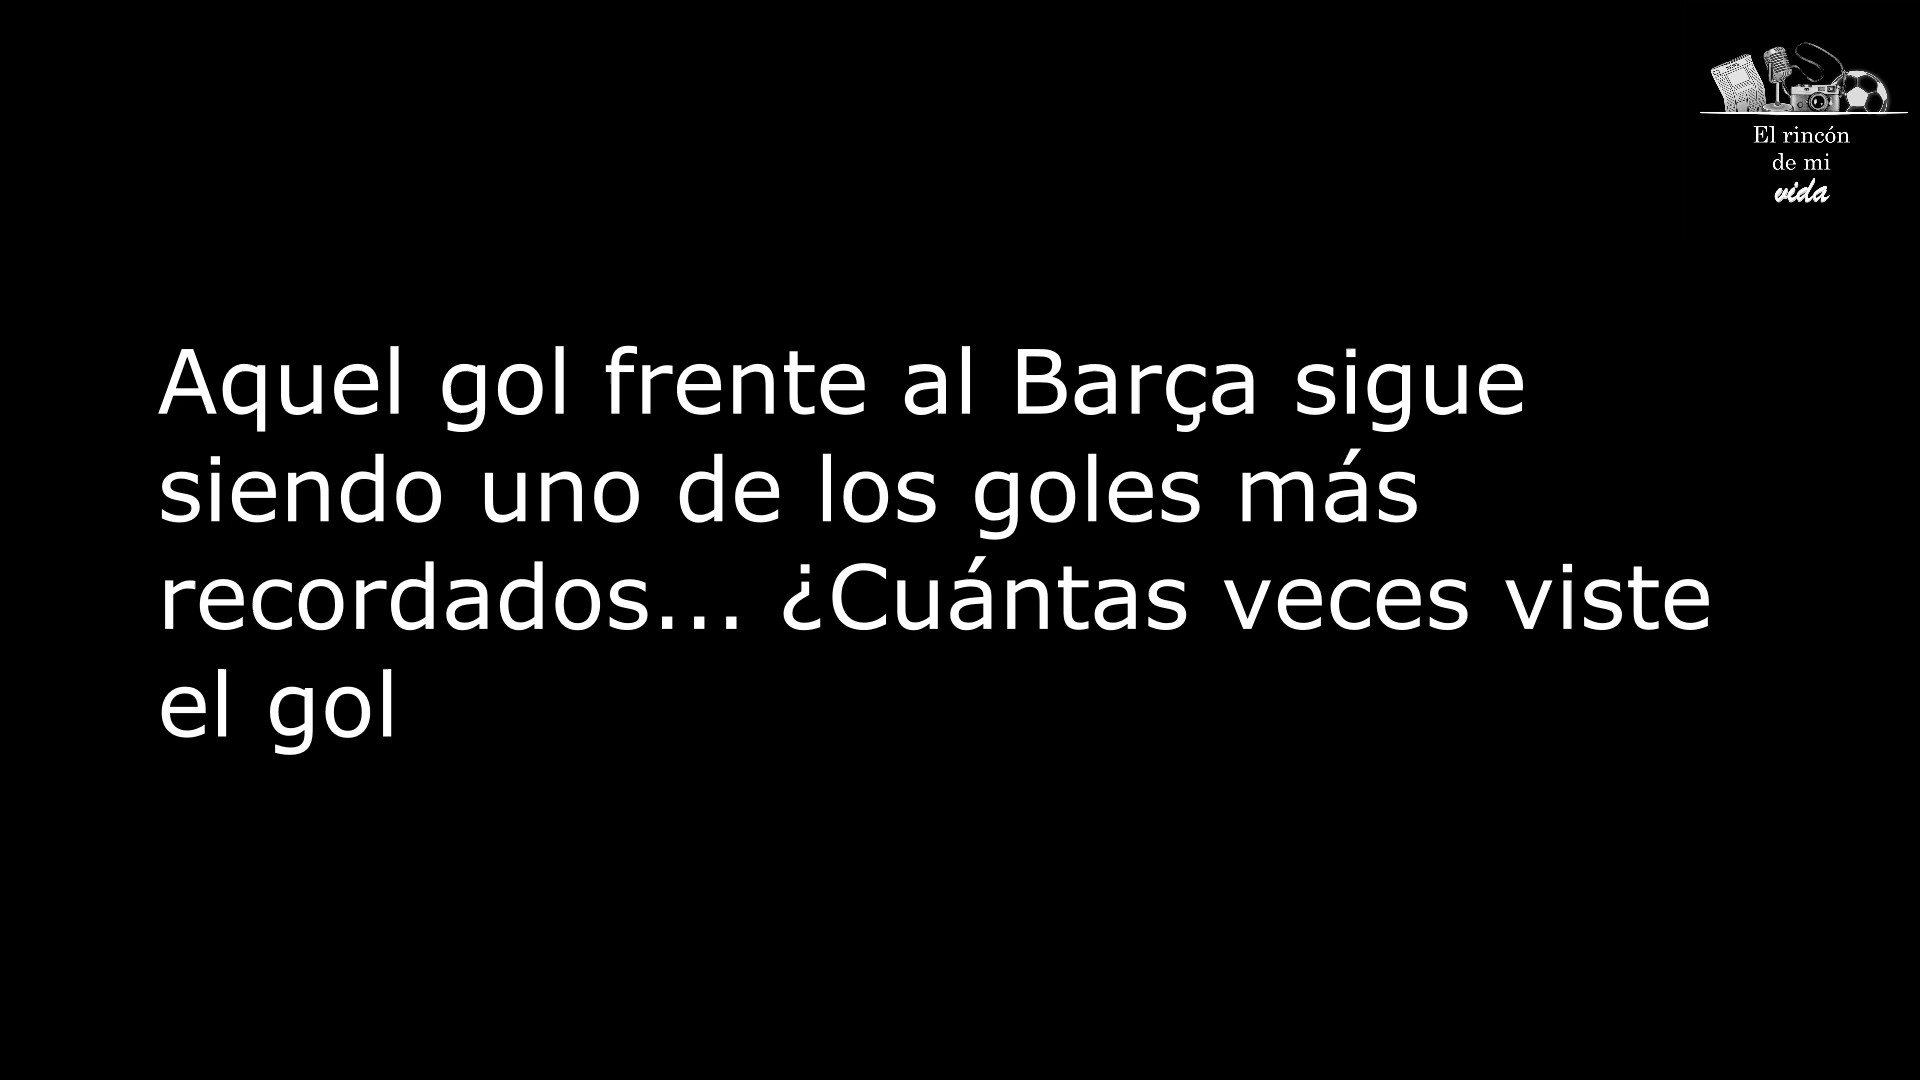 El rincón
de mi
vida
Aquel gol frente al Barça sigue
siendo uno de los goles más
recordados... ¿Cuántas veces viste
el gol